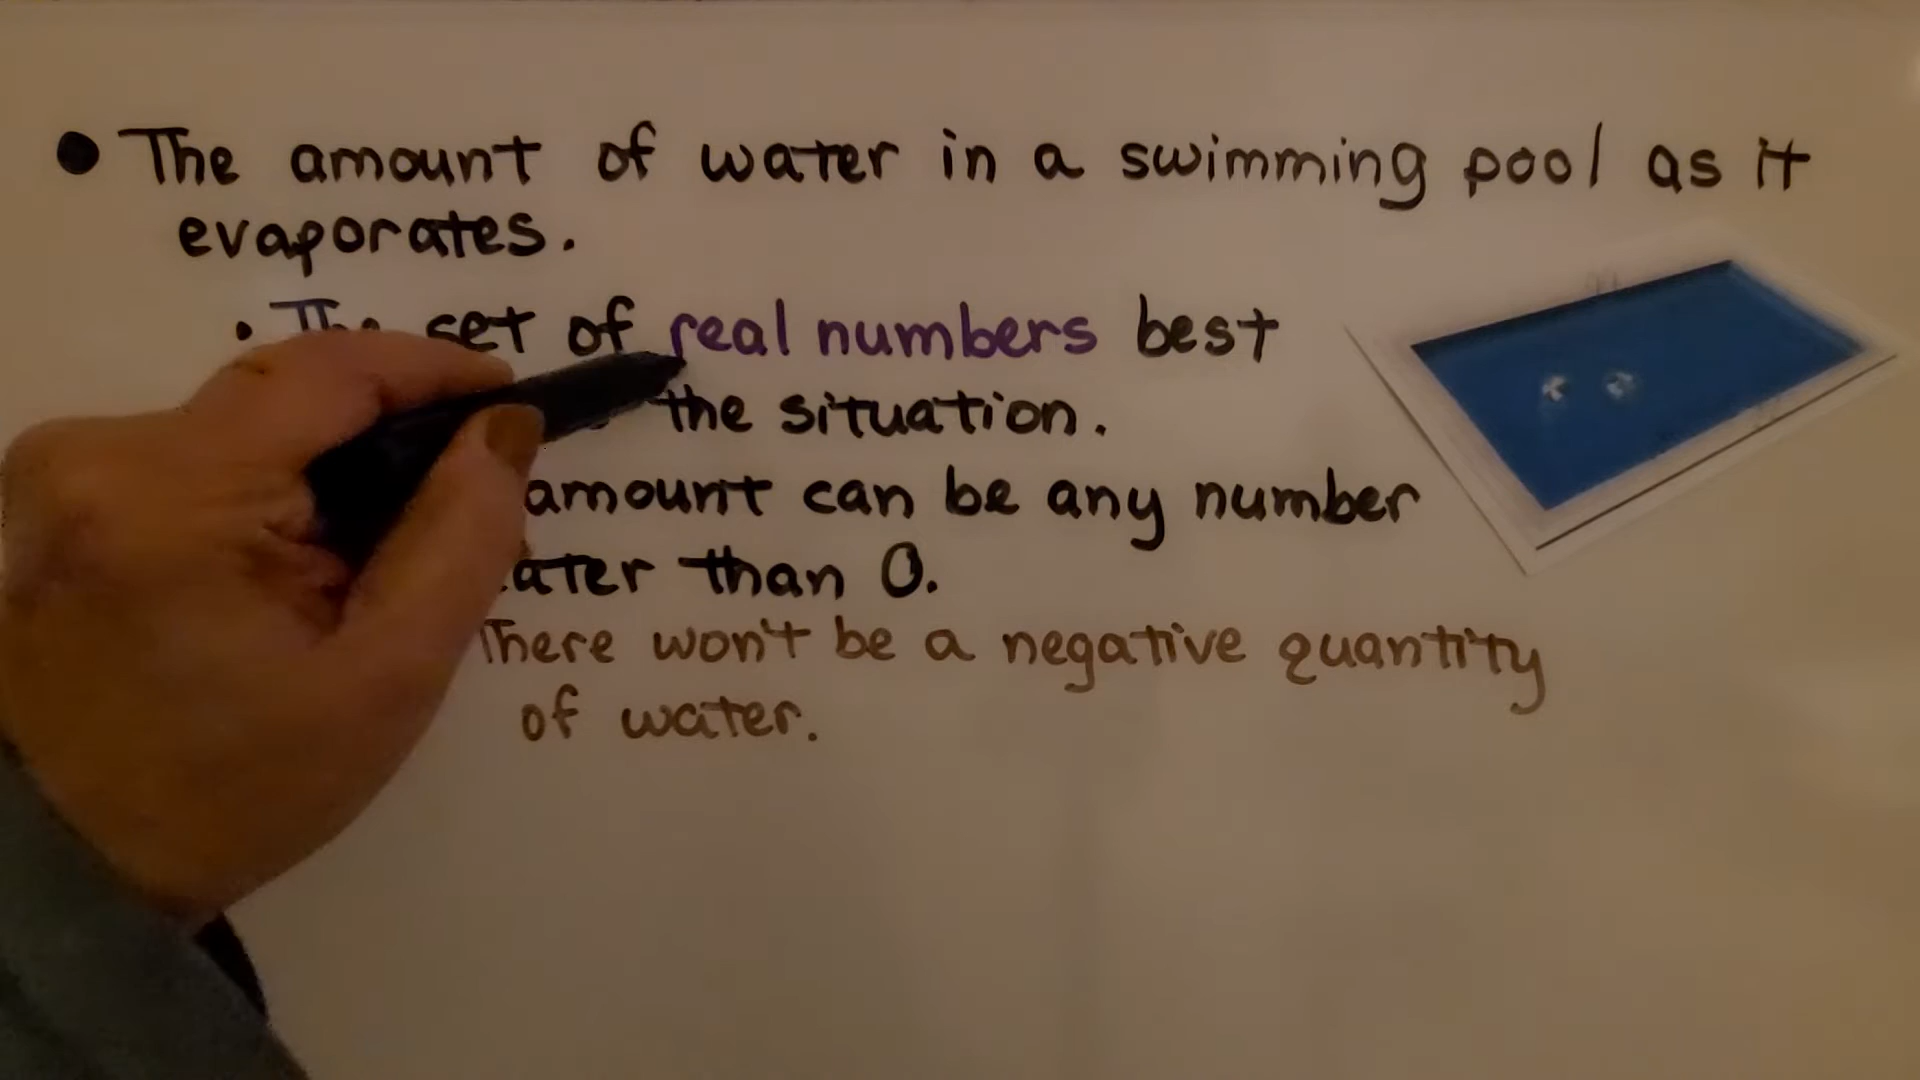 The amount of water in a swimming pool as it
evaporates.
The set of real numbers best
the situation.
amount can be any number
than 0.
There won't be a negative quantity
of water.